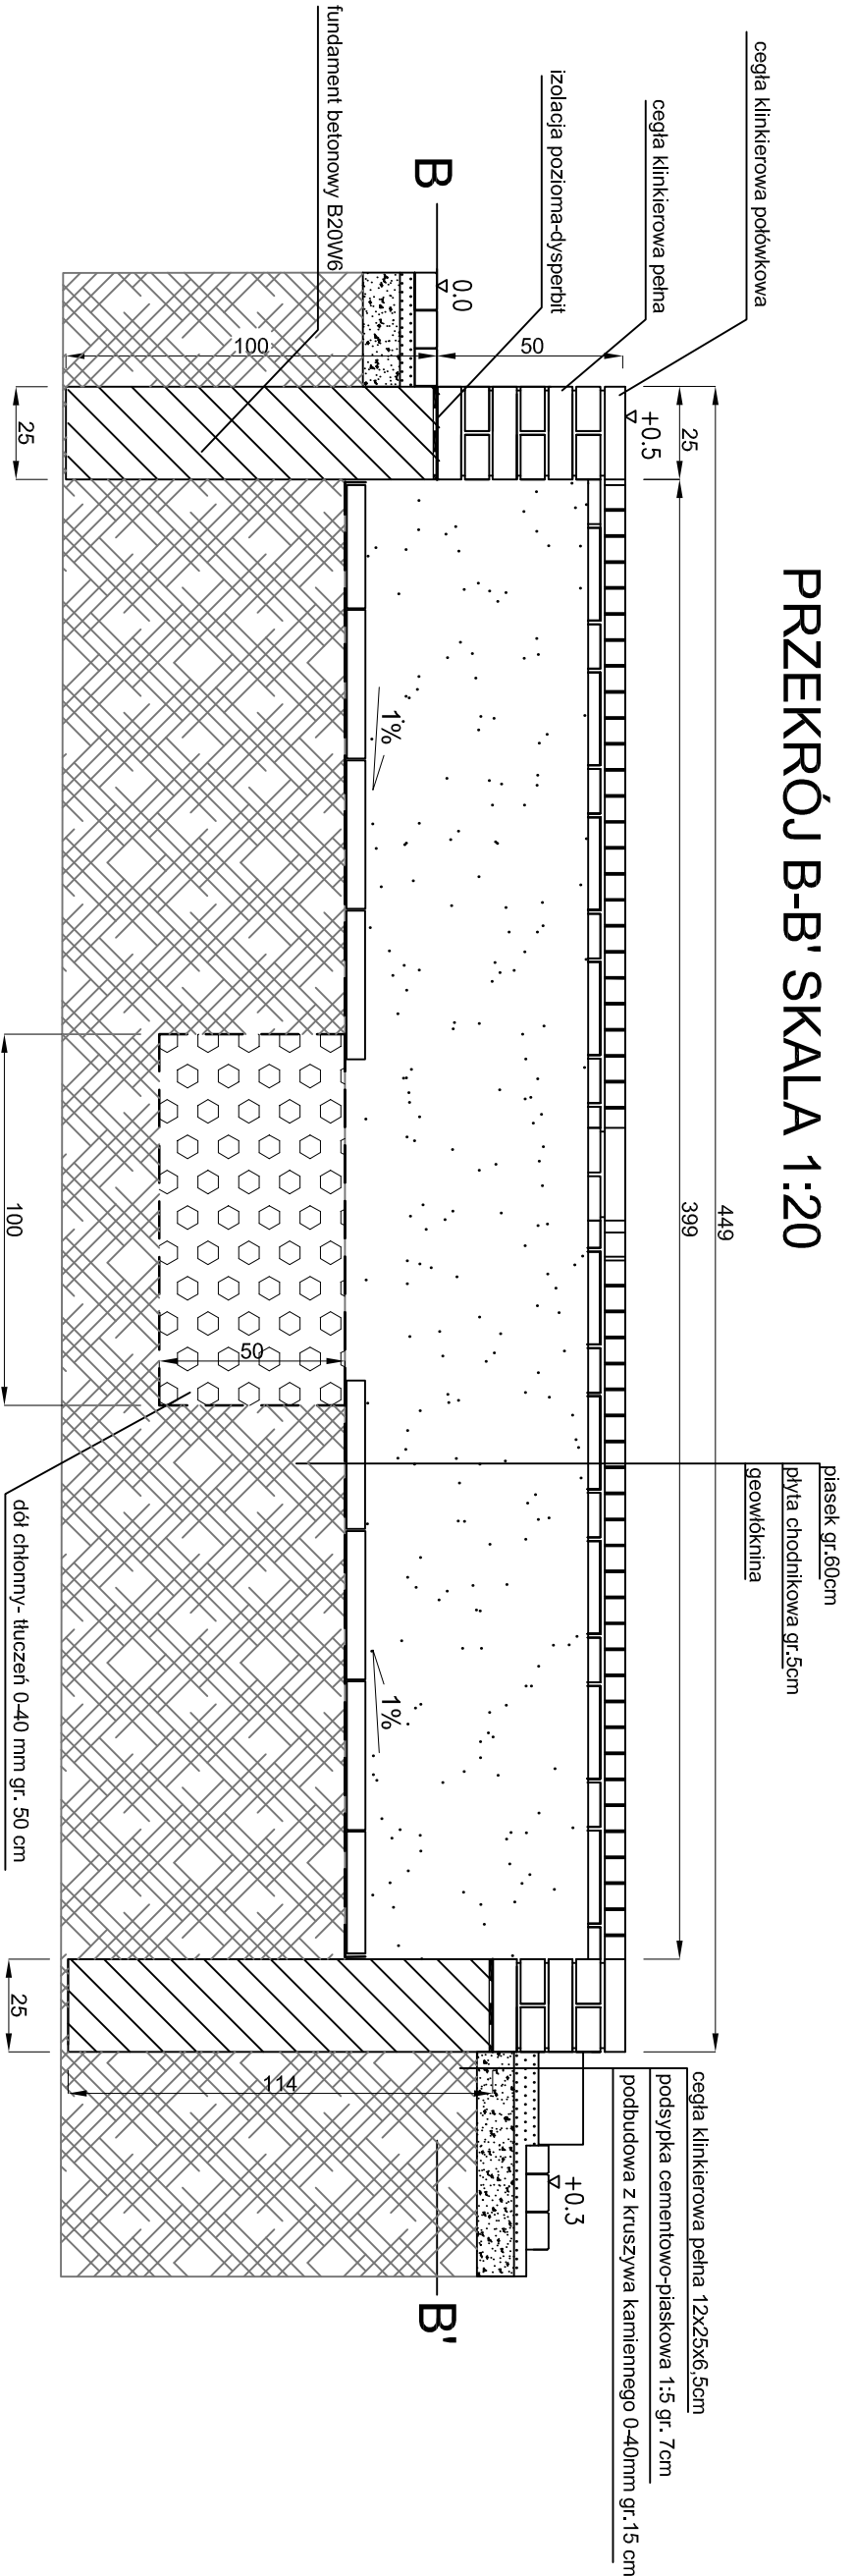 PRZEKRÓJ B-B' SKALA 1:20
cegła klinkierowa połówkowa
cegła klinkierowa pełna
izolacja pozioma-dysperbit
fundament betonowy B20W6
piasek gr.60cm
płyta chodnikowa gr.5cm
geowłóknina
cegła klinkierowa pełna 12x25x6,5cm
podsypka cementowo-piaskowa 1:5 gr. 7cm
podbudowa z kruszywa kamiennego 0-40mm gr.15 cm
449
399
25
+0.5
50
0.0
+0.3
B
B'
100
1%
1%
114
50
25
100
25
dół chłonny- tłuczeń 0-40 mm gr. 50 cm